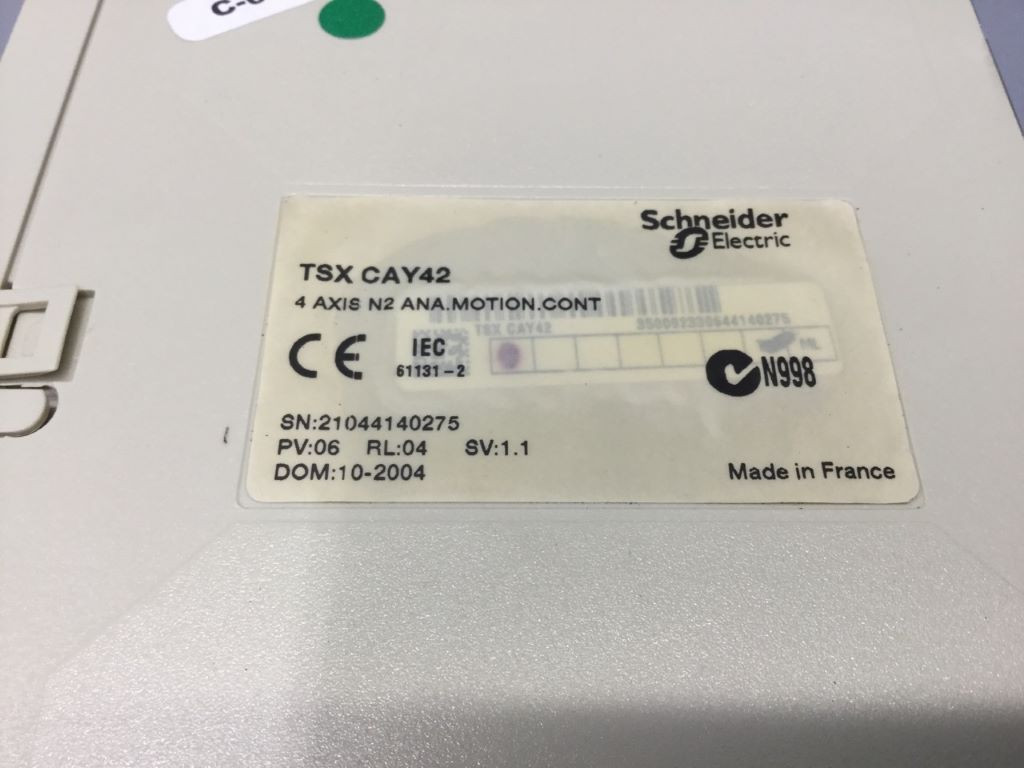 Schneider
Electric
TSX CAY42
4 AXIS N2 ANA.MOTION.CONT
TSX CAY42
ML
CE
IEC
61131-2
N998
SN:21044140275
PV:06 RL:04 SV:1.1
DOM:10-2004
Made in France